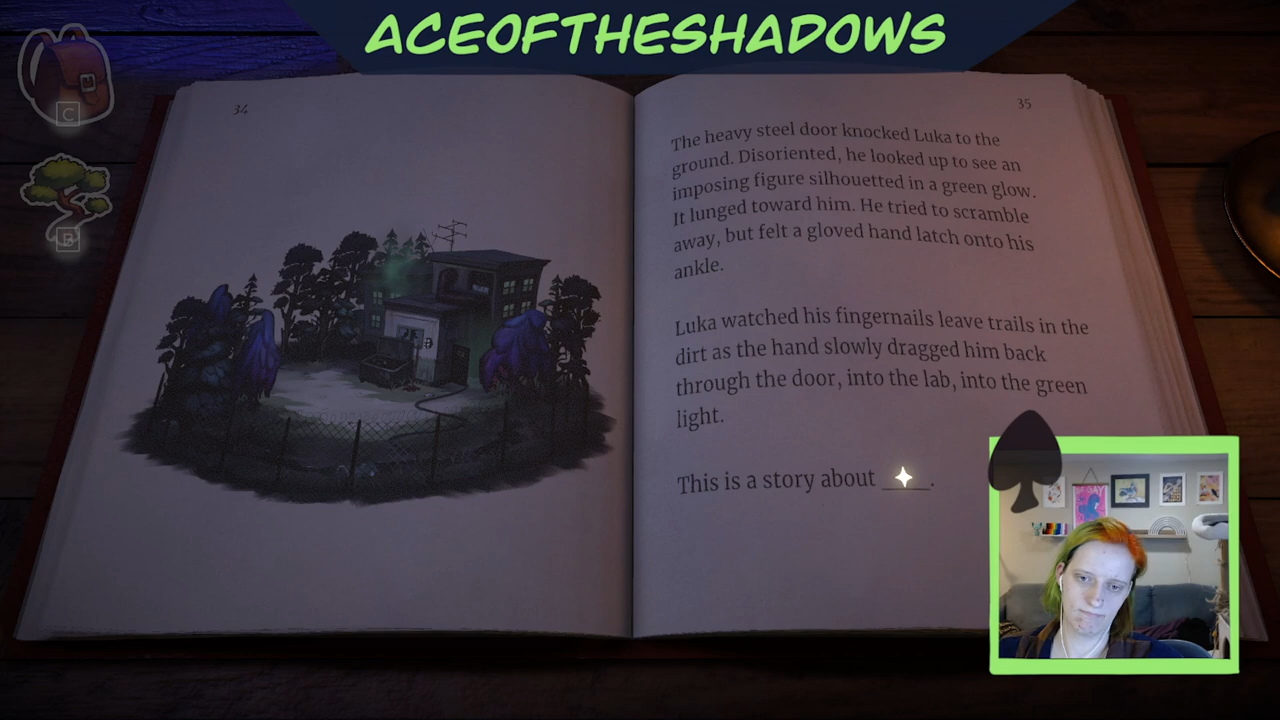 ACEOFTHESHADOWS
C
B
34
35
The heavy steel door knocked Luka to the
ground. Disoriented, he looked up to see an
imposing figure silhouetted in a green glow.
It lunged toward him. He tried to scramble
away, but felt a gloved hand latch onto his
ankle.
Luka watched his fingernails leave trails in the
dirt as the hand slowly dragged him back
through the door, into the lab, into the green
light.
This is a story about ____.